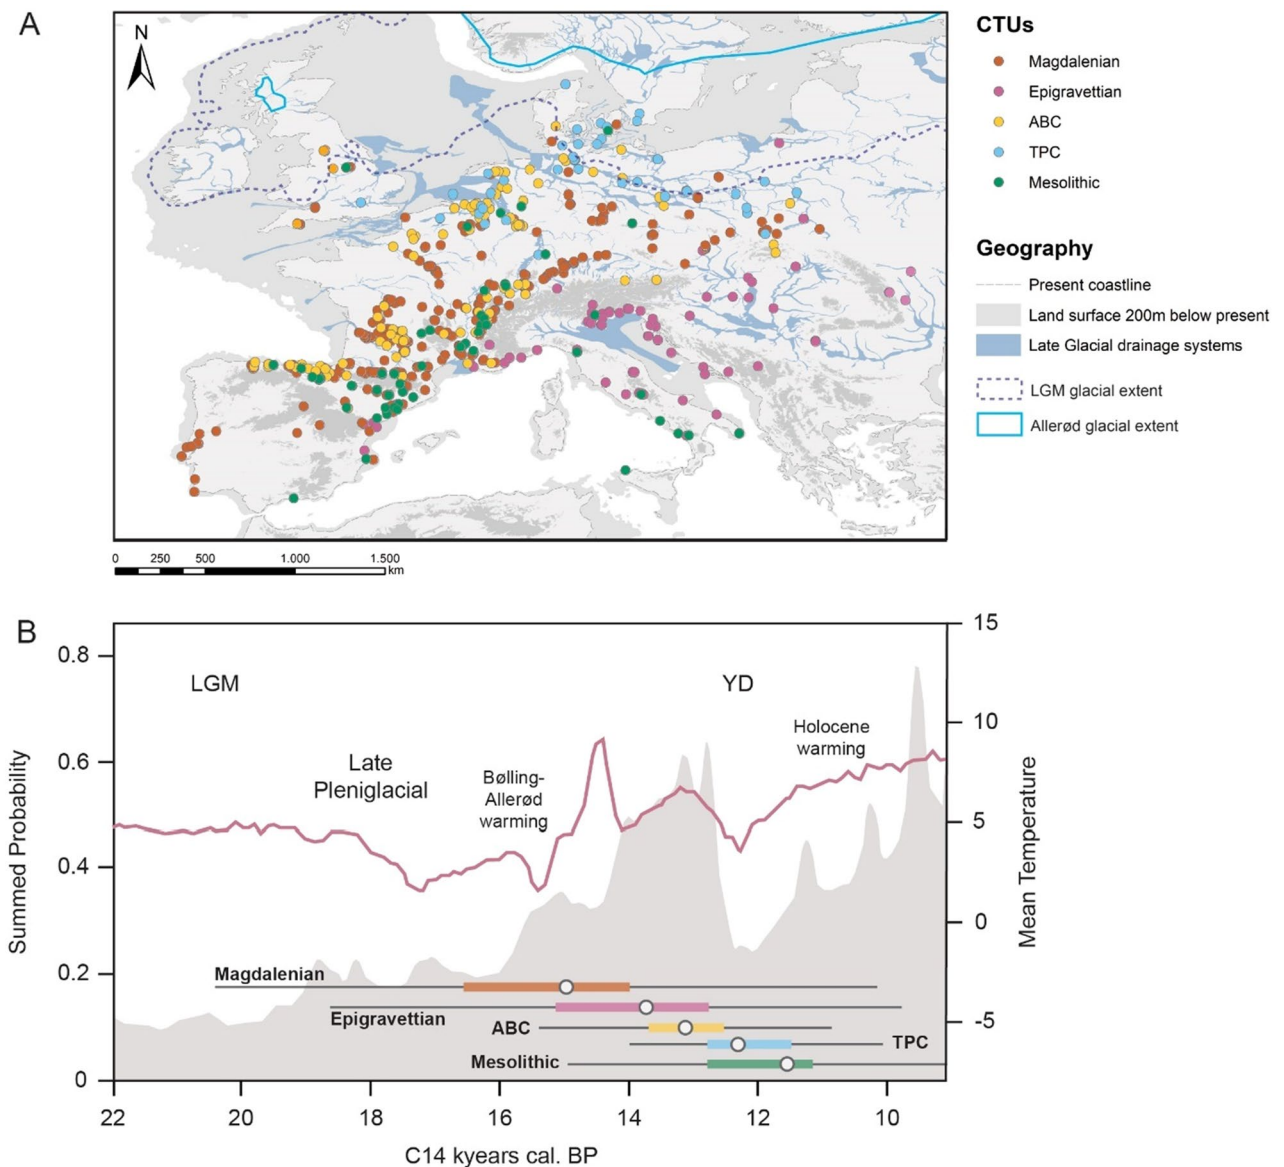 A
N
CTUs
Magdalenian
Epigravettian
ABC
TPC
Mesolithic
Geography
Present coastline
Land surface 200m below present
Late Glacial drainage systems
LGM glacial extent
Allerød glacial extent
0 250 500 1.000 1.500
km
B
15
0.8
LGM
YD
10
Holocene
warming
0.6
Late
Pleniglacial
Bølling-
Allerød
warming
5
Summed Probability
Mean Temperature
0.4
0
0.2
Magdalenian
Epigravettian
ABC
-5
TPC
Mesolithic
0
22 20 18 16 14 12 10
C14 kyears cal. BP